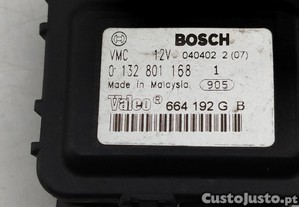 BOSCH
VMC 12V 040402 2 (07)
0 132 801 168 1
Made in Malaysia 905
Valeo 664 192 G B
CustoJusto.pt